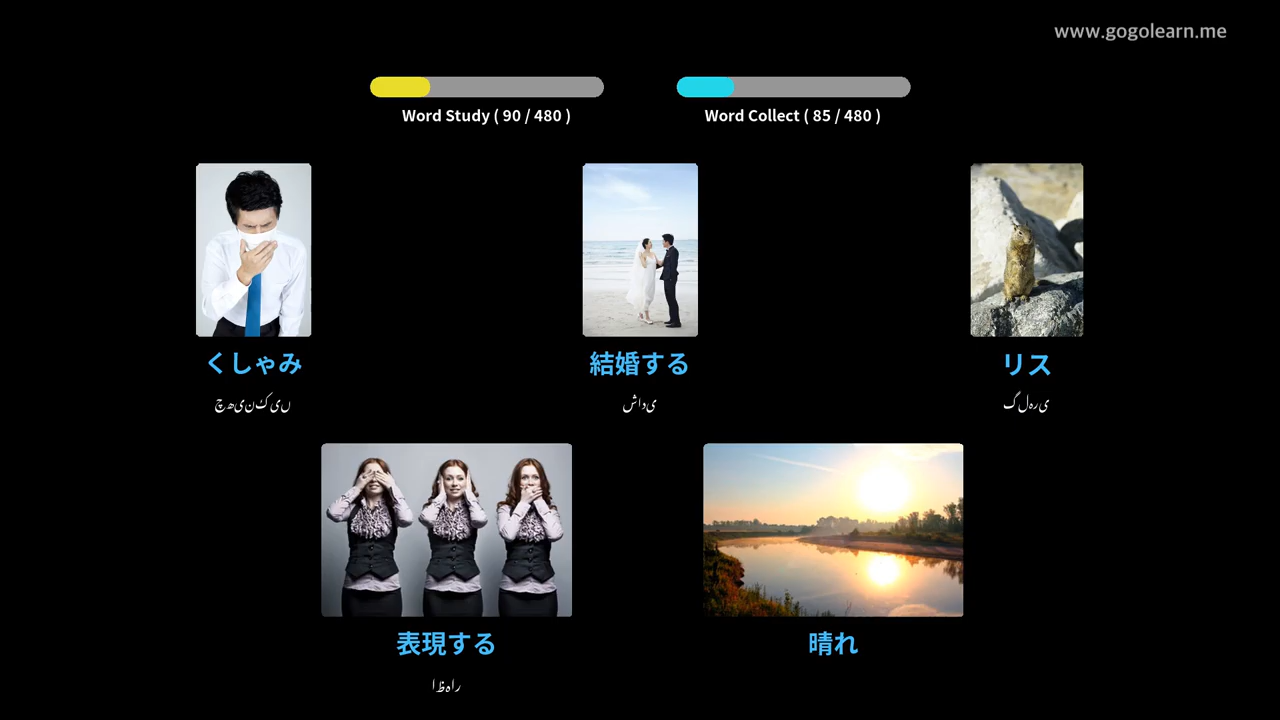 www.gogolearn.me
Word Study ( 90 / 480 )
Word Collect ( 85 / 480 )
くしゃみ
結婚する
リス
چھینکیں
شادی
گلہری
表現する
晴れ
اظہار